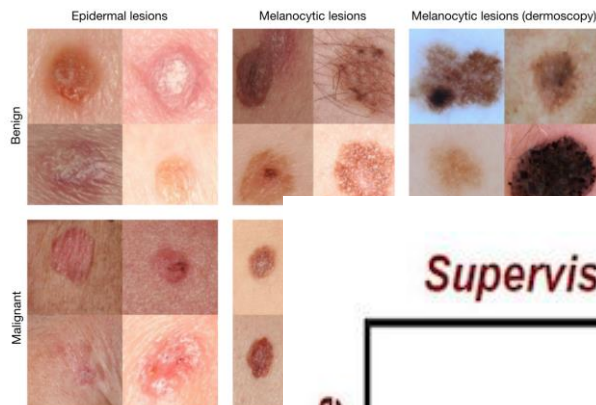 Epidermal lesions
Melanocytic lesions
Melanocytic lesions (dermoscopy)
Benign
Malignant
Supervis